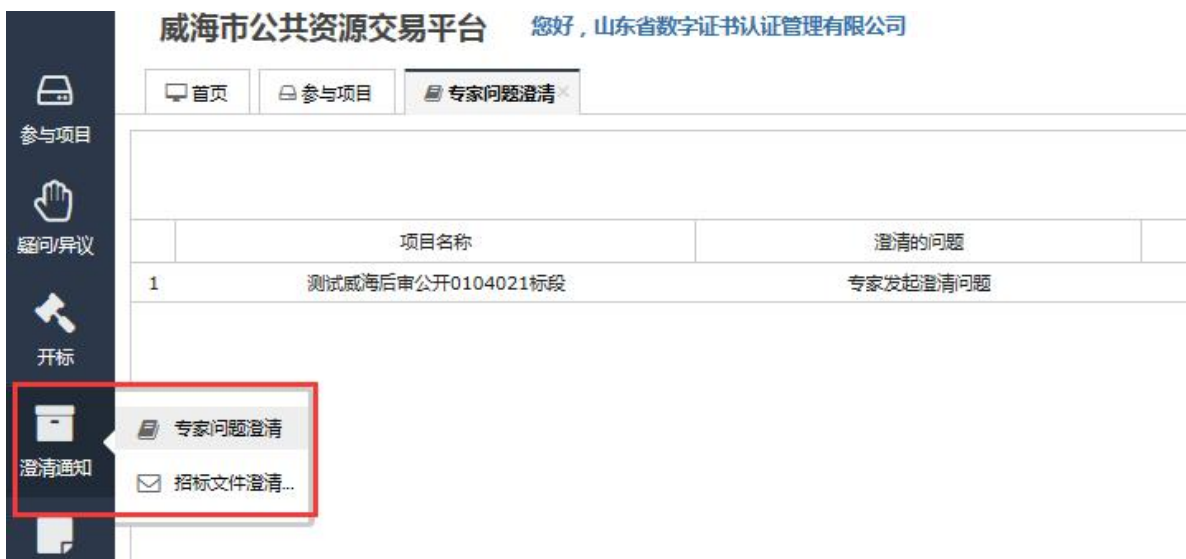 威海市公共资源交易平台 您好，山东省数字证书认证管理有限公司
首页 参与项目 专家问题澄清
参与项目
疑问/异议
项目名称 澄清的问题
1 测试威海后审公开0104021标段 专家发起澄清问题
开标
澄清通知
专家问题澄清
招标文件澄清...